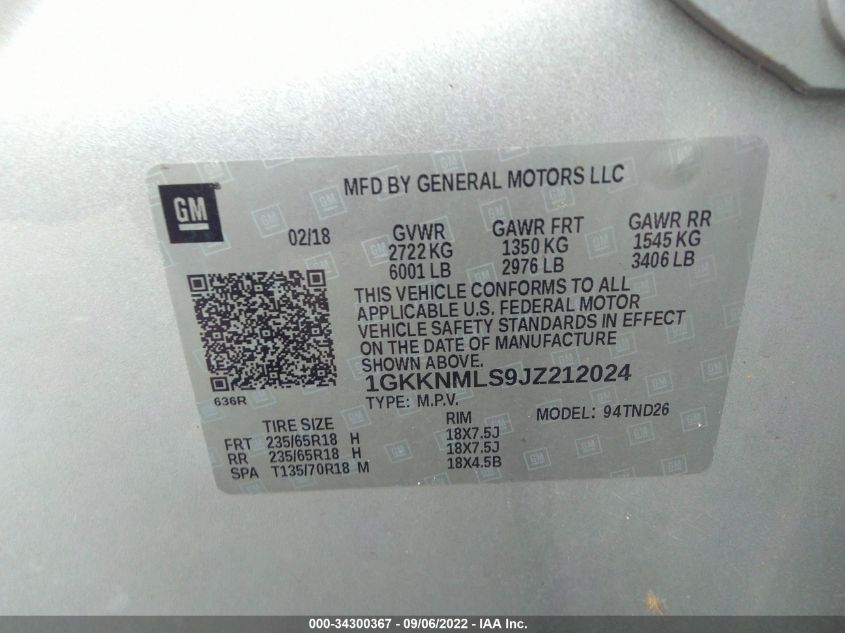 GM
MFD BY GENERAL MOTORS LLC
02/18
GVWR
2722 KG
6001 LB
GAWR FRT
1350 KG
2976 LB
GAWR RR
1545 KG
3406 LB
THIS VEHICLE CONFORMS TO ALL
APPLICABLE U.S. FEDERAL MOTOR
VEHICLE SAFETY STANDARDS IN EFFECT
ON THE DATE OF MANUFACTURE
SHOWN ABOVE.
1GKKNMLS9JZ212024
636R
TYPE: M.P.V.
MODEL: 94TND26
TIRE SIZE RIM
FRT 235/65R18 H 18X7.5J
RR 235/65R18 H 18X7.5J
SPA T135/70R18 M 18X4.5B
000-34300367 - 09/06/2022 - IAA Inc.